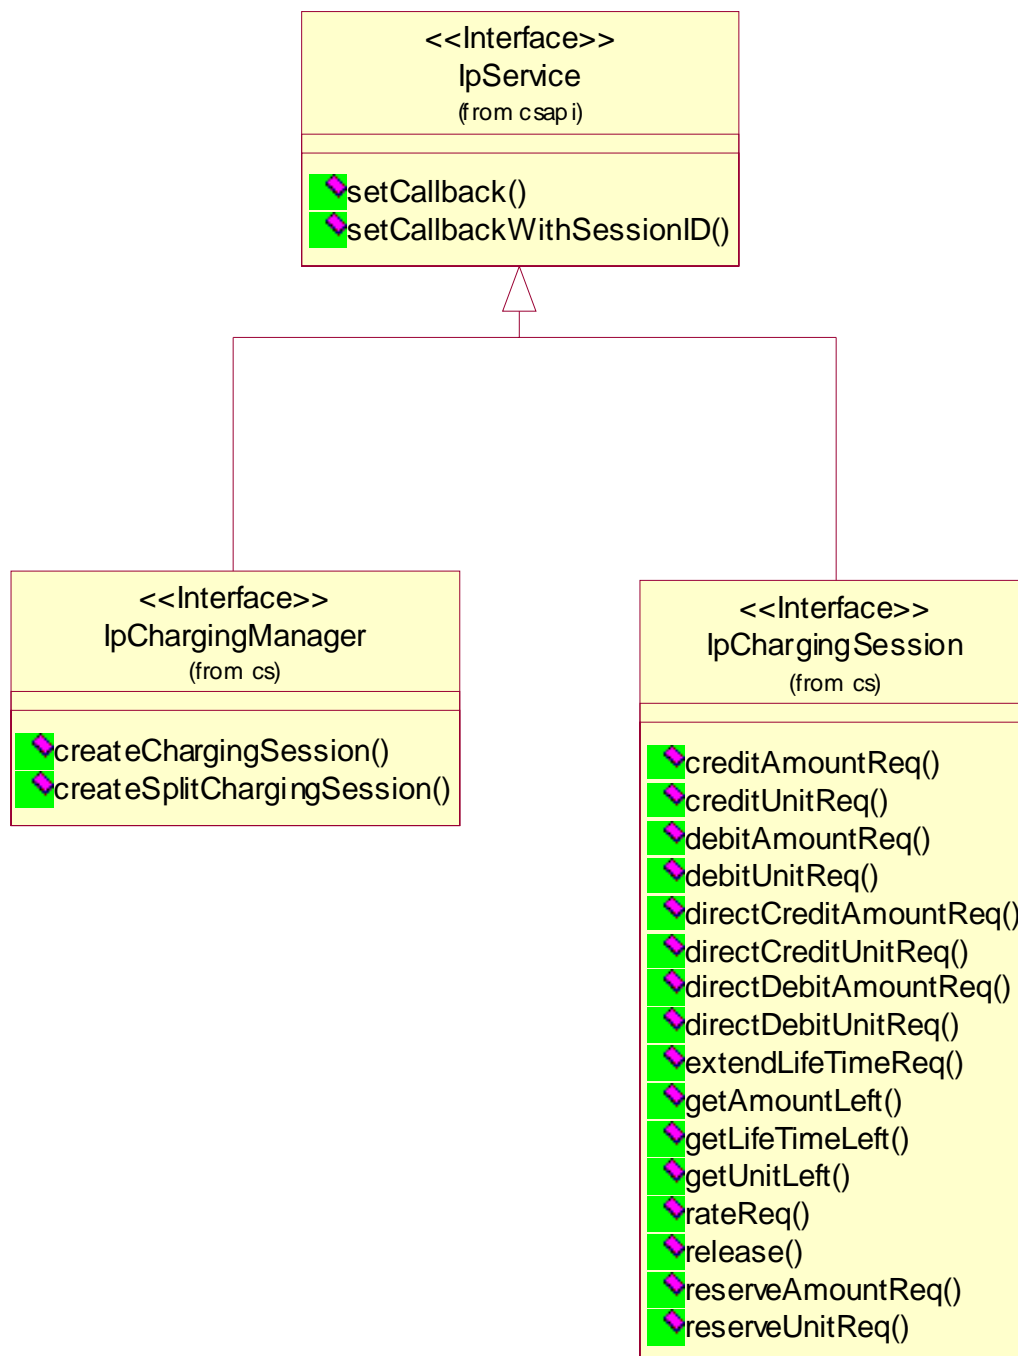 <<Interface>>
IpService
(from csapi)
setCallback()
setCallbackWithSessionID()
<<Interface>>
IpChargingManager
(from cs)
createChargingSession()
createSplitChargingSession()
<<Interface>>
IpChargingSession
(from cs)
creditAmountReq()
creditUnitReq()
debitAmountReq()
debitUnitReq()
directCreditAmountReq()
directCreditUnitReq()
directDebitAmountReq()
directDebitUnitReq()
extendLifeTimeReq()
getAmountLeft()
getLifeTimeLeft()
getUnitLeft()
rateReq()
release()
reserveAmountReq()
reserveUnitReq()